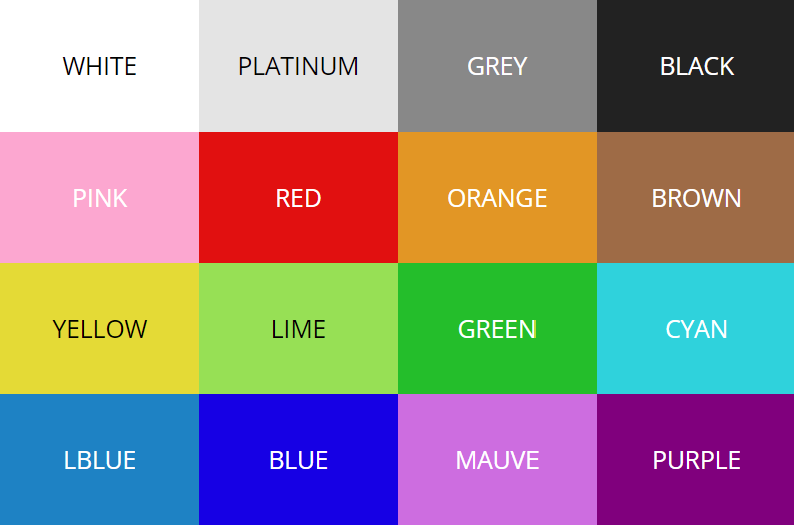 WHITE
PLATINUM
GREY
BLACK
PINK
RED
ORANGE
BROWN
YELLOW
LIME
GREEN
CYAN
LBLUE
BLUE
MAUVE
PURPLE